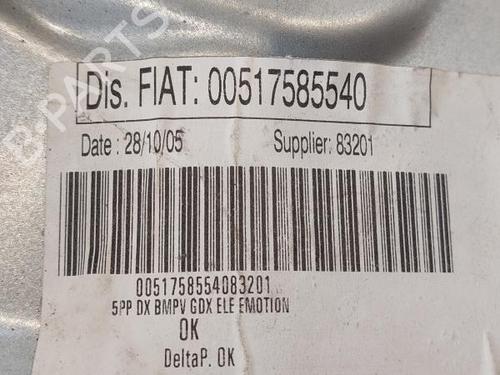 B-PARTS
Dis. FIAT: 00517585540
Date : 28/10/05 Supplier: 83201
0051758554083201
5PP DX BMPV GDX ELE EMOTION
OK
DeltaP. OK